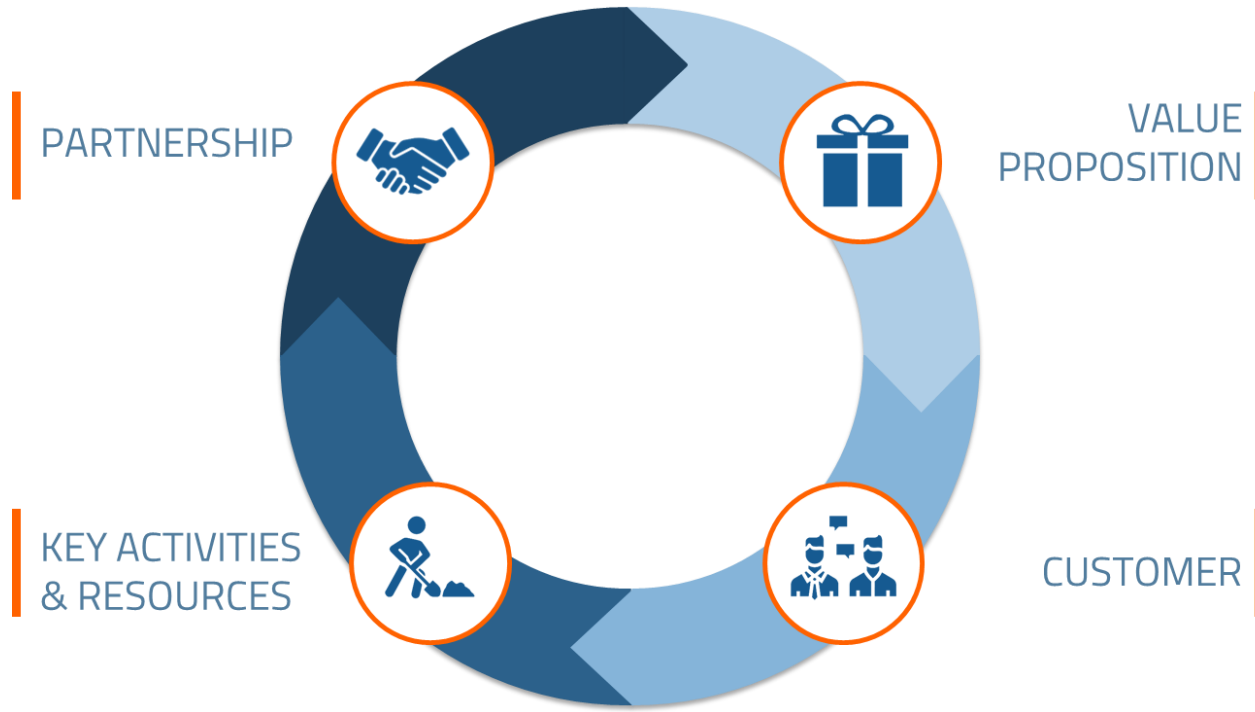 PARTNERSHIP
VALUE
PROPOSITION
KEY ACTIVITIES
& RESOURCES
CUSTOMER